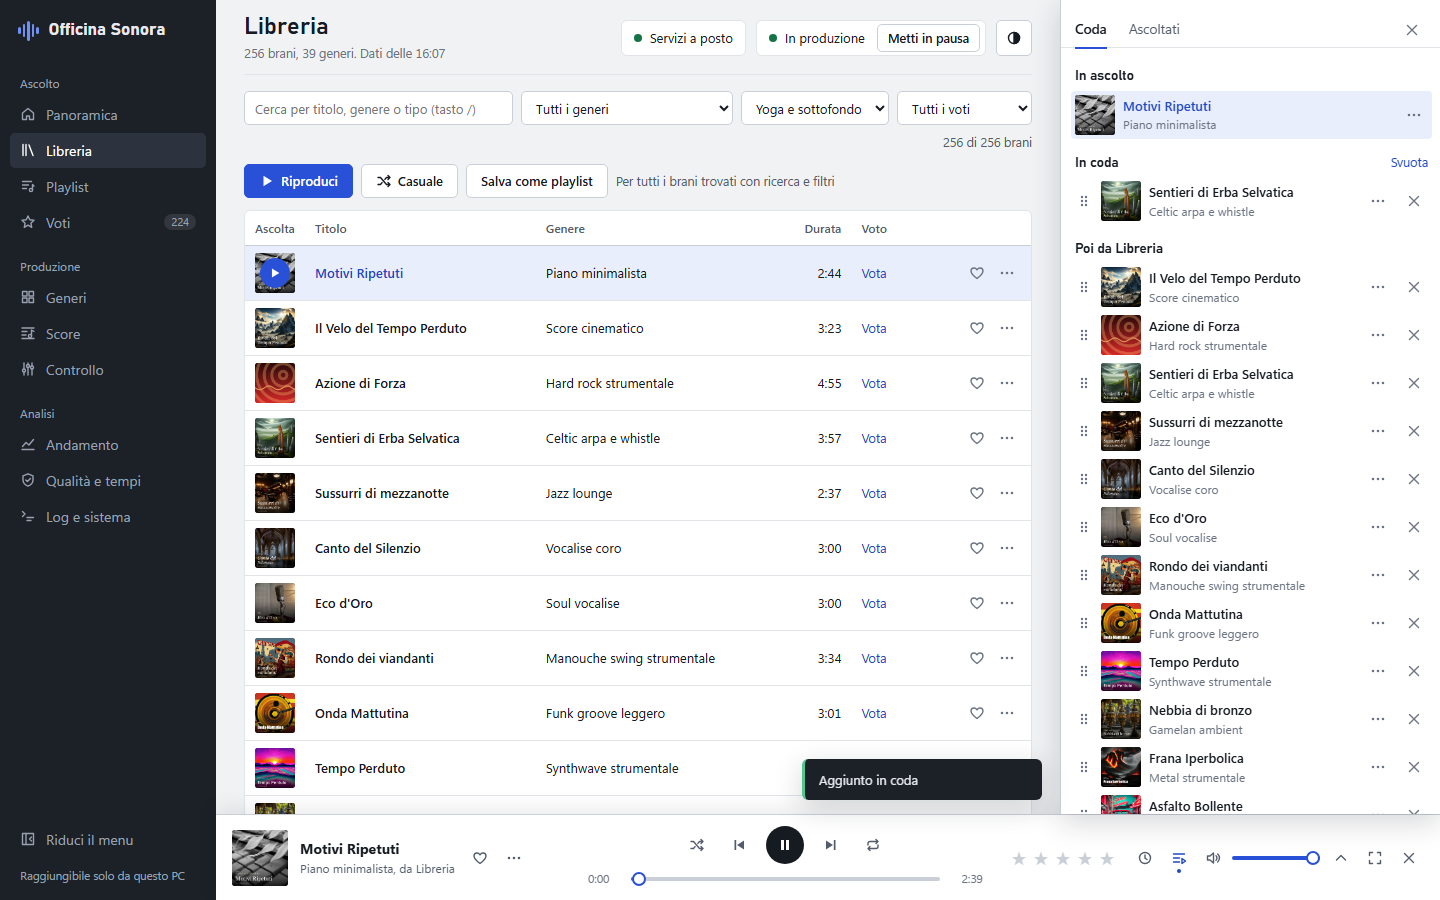 Officina Sonora
Ascolto
Panoramica
Libreria
Playlist
Voti 224
Produzione
Generi
Score
Controllo
Analisi
Andamento
Qualità e tempi
Log e sistema
Riduci il menu
Raggiungibile solo da questo PC
Libreria
256 brani, 39 generi. Dati delle 16:07
Servizi a posto
In produzione
Metti in pausa
Cerca per titolo, genere o tipo (tasto /)
Tutti i generi
Yoga e sottofondo
Tutti i voti
256 di 256 brani
Riproduci
Casuale
Salva come playlist
Per tutti i brani trovati con ricerca e filtri
Ascolta Titolo Genere Durata Voto
Motivi Ripetuti Piano minimalista 2:44 Vota
Il Velo del Tempo Perduto Score cinematico 3:23 Vota
Azione di Forza Hard rock strumentale 4:55 Vota
Sentieri di Erba Selvatica Celtic arpa e whistle 3:57 Vota
Sussurri di mezzanotte Jazz lounge 2:37 Vota
Canto del Silenzio Vocalise coro 3:00 Vota
Eco d'Oro Soul vocalise 3:00 Vota
Rondo dei viandanti Manouche swing strumentale 3:34 Vota
Onda Mattutina Funk groove leggero 3:01 Vota
Tempo Perduto Synthwave strumentale
Aggiunto in coda
Coda
Ascoltati
In ascolto
Motivi Ripetuti
Piano minimalista
In coda
Svuota
Sentieri di Erba Selvatica
Celtic arpa e whistle
Poi da Libreria
Il Velo del Tempo Perduto
Score cinematico
Azione di Forza
Hard rock strumentale
Sentieri di Erba Selvatica
Celtic arpa e whistle
Sussurri di mezzanotte
Jazz lounge
Canto del Silenzio
Vocalise coro
Eco d'Oro
Soul vocalise
Rondo dei viandanti
Manouche swing strumentale
Onda Mattutina
Funk groove leggero
Tempo Perduto
Synthwave strumentale
Nebbia di bronzo
Gamelan ambient
Frana Iperbolica
Metal strumentale
Asfalto Bollente
Motivi Ripetuti
Piano minimalista, da Libreria
0:00
2:39